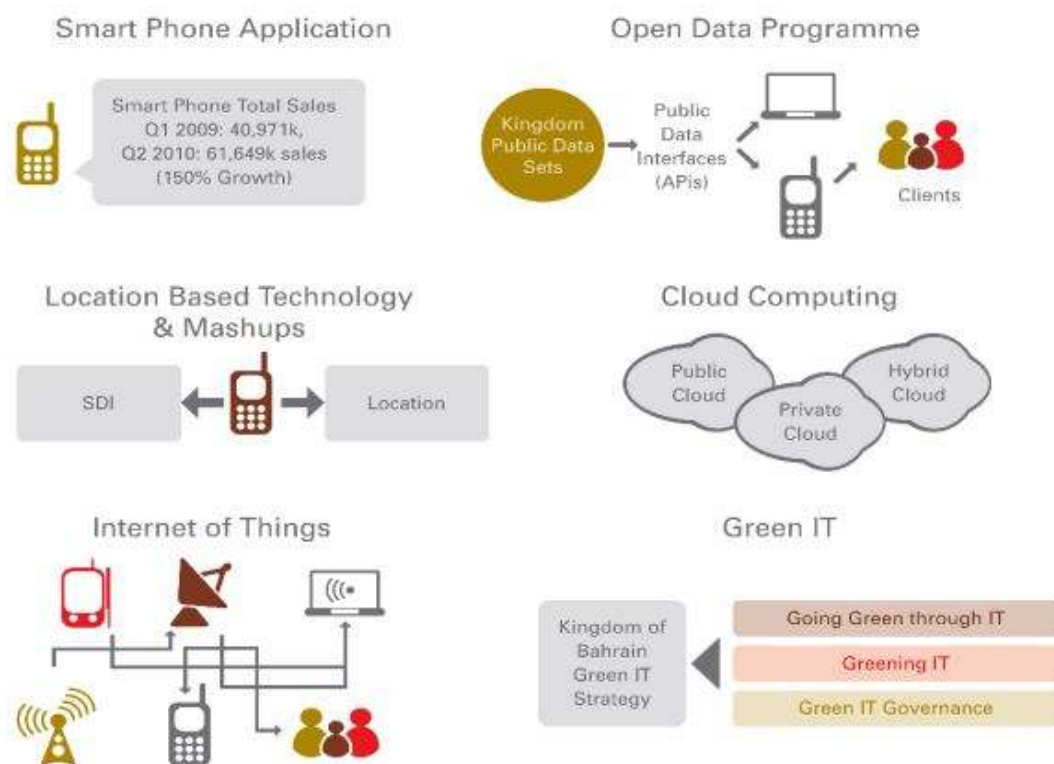 Smart Phone Application
Smart Phone Total Sales
Q1 2009: 40,971k,
Q2 2010: 61,649k sales
(150% Growth)
Open Data Programme
Kingdom
Public Data
Sets
Public
Data
Interfaces
(APis)
Clients
Location Based Technology
& Mashups
SDI
Location
Cloud Computing
Public
Cloud
Private
Cloud
Hybrid
Cloud
Internet of Things
Green IT
Kingdom of
Bahrain
Green IT
Strategy
Going Green through IT
Greening IT
Green IT Governance